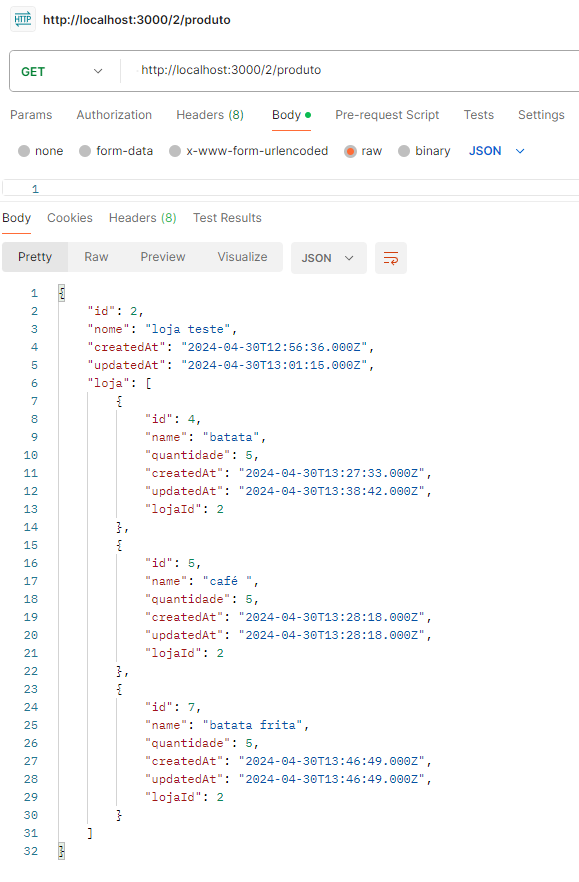 HTTP http://localhost:3000/2/produto
GET http://localhost:3000/2/produto
Params Authorization Headers (8) Body Pre-request Script Tests Settings
none form-data x-www-form-urlencoded raw binary JSON
1
Body Cookies Headers (8) Test Results
Pretty Raw Preview Visualize JSON
1 {
2 "id": 2,
3 "nome": "loja teste",
4 "createdAt": "2024-04-30T12:56:36.000Z",
5 "updatedAt": "2024-04-30T13:01:15.000Z",
6 "loja": [
7 {
8 "id": 4,
9 "name": "batata",
10 "quantidade": 5,
11 "createdAt": "2024-04-30T13:27:33.000Z",
12 "updatedAt": "2024-04-30T13:38:42.000Z",
13 "lojaId": 2
14 },
15 {
16 "id": 5,
17 "name": "café ",
18 "quantidade": 5,
19 "createdAt": "2024-04-30T13:28:18.000Z",
20 "updatedAt": "2024-04-30T13:28:18.000Z",
21 "lojaId": 2
22 },
23 {
24 "id": 7,
25 "name": "batata frita",
26 "quantidade": 5,
27 "createdAt": "2024-04-30T13:46:49.000Z",
28 "updatedAt": "2024-04-30T13:46:49.000Z",
29 "lojaId": 2
30 }
31 ]
32 }